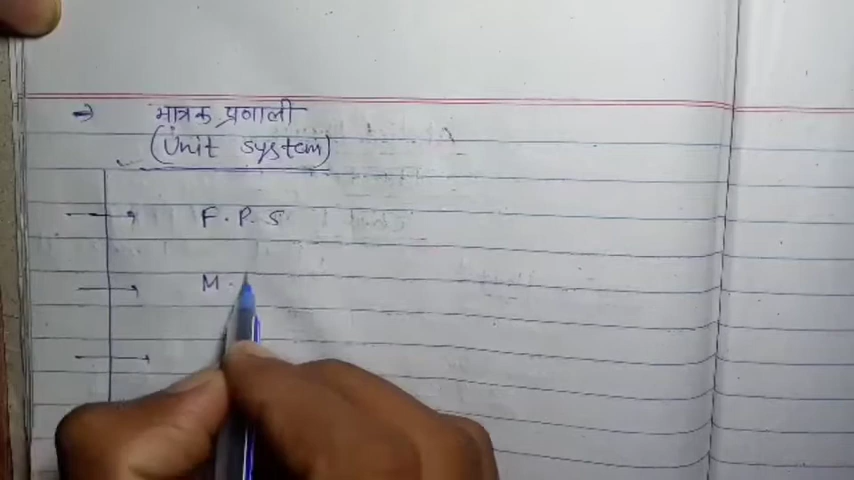 → मात्रक प्रणाली
(Unit system)
→ F.P.S
→ M.
→